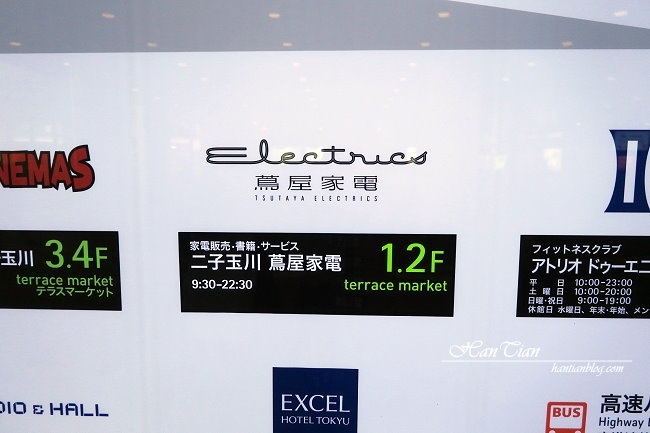 NEMAS
玉川 3.4F
terrace market
テラスマーケット
Electrics
蔦屋家電
TSUTAYA ELECTRICS
家電販売・書籍・サービス
二子玉川 蔦屋家電
9:30-22:30
1.2F
terrace market
フィットネスクラブ
アトリオ ドゥーエ
平日 10:00-23:00
土曜日 10:00-20:00
日曜・祝日 9:00-19:00
休館日 水曜日、年末・年始、メン
DIO & HALL
EXCEL
HOTEL TOKYU
BUS
高速
Highway
HanTian
hantianblog.com